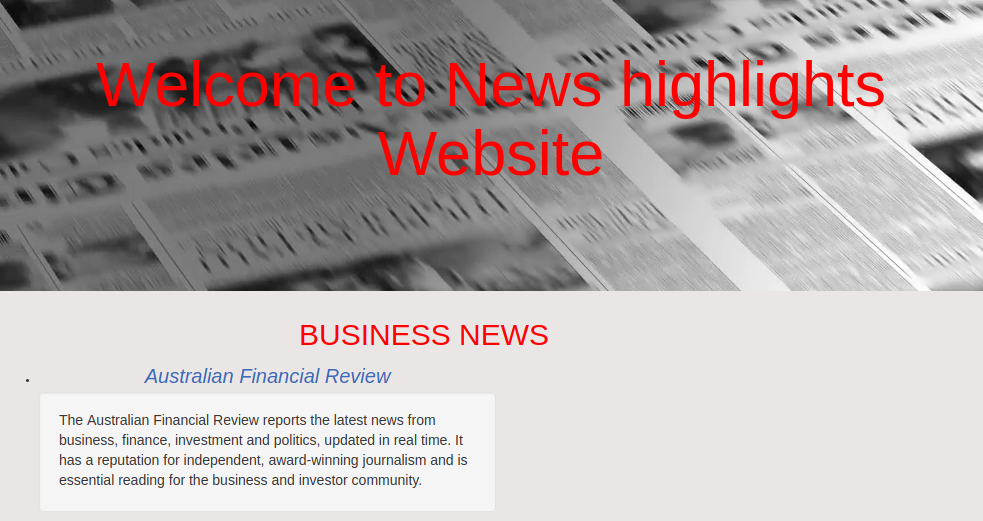 Welcome to News highlights
Website
BUSINESS NEWS
Australian Financial Review
The Australian Financial Review reports the latest news from
business, finance, investment and politics, updated in real time. It
has a reputation for independent, award-winning journalism and is
essential reading for the business and investor community.